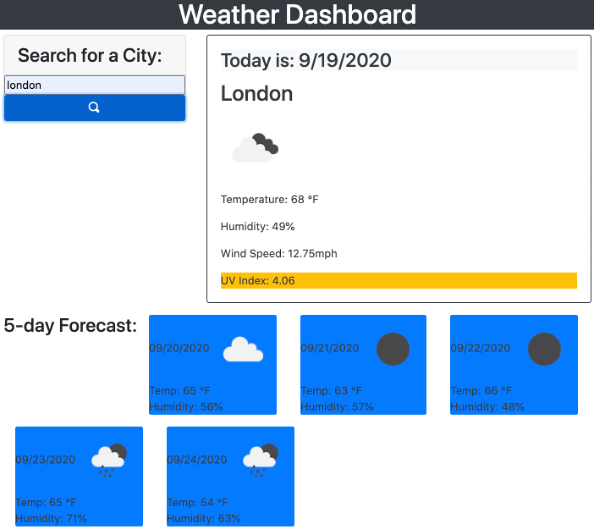 Weather Dashboard
Search for a City:
london
Today is: 9/19/2020
London
Temperature: 68 °F
Humidity: 49%
Wind Speed: 12.75mph
UV Index: 4.06
5-day Forecast:
09/20/2020
Temp: 65 °F
Humidity: 56%
09/21/2020
Temp: 63 °F
Humidity: 57%
09/22/2020
Temp: 66 °F
Humidity: 48%
09/23/2020
Temp: 65 °F
Humidity: 71%
09/24/2020
Temp: 54 °F
Humidity: 63%